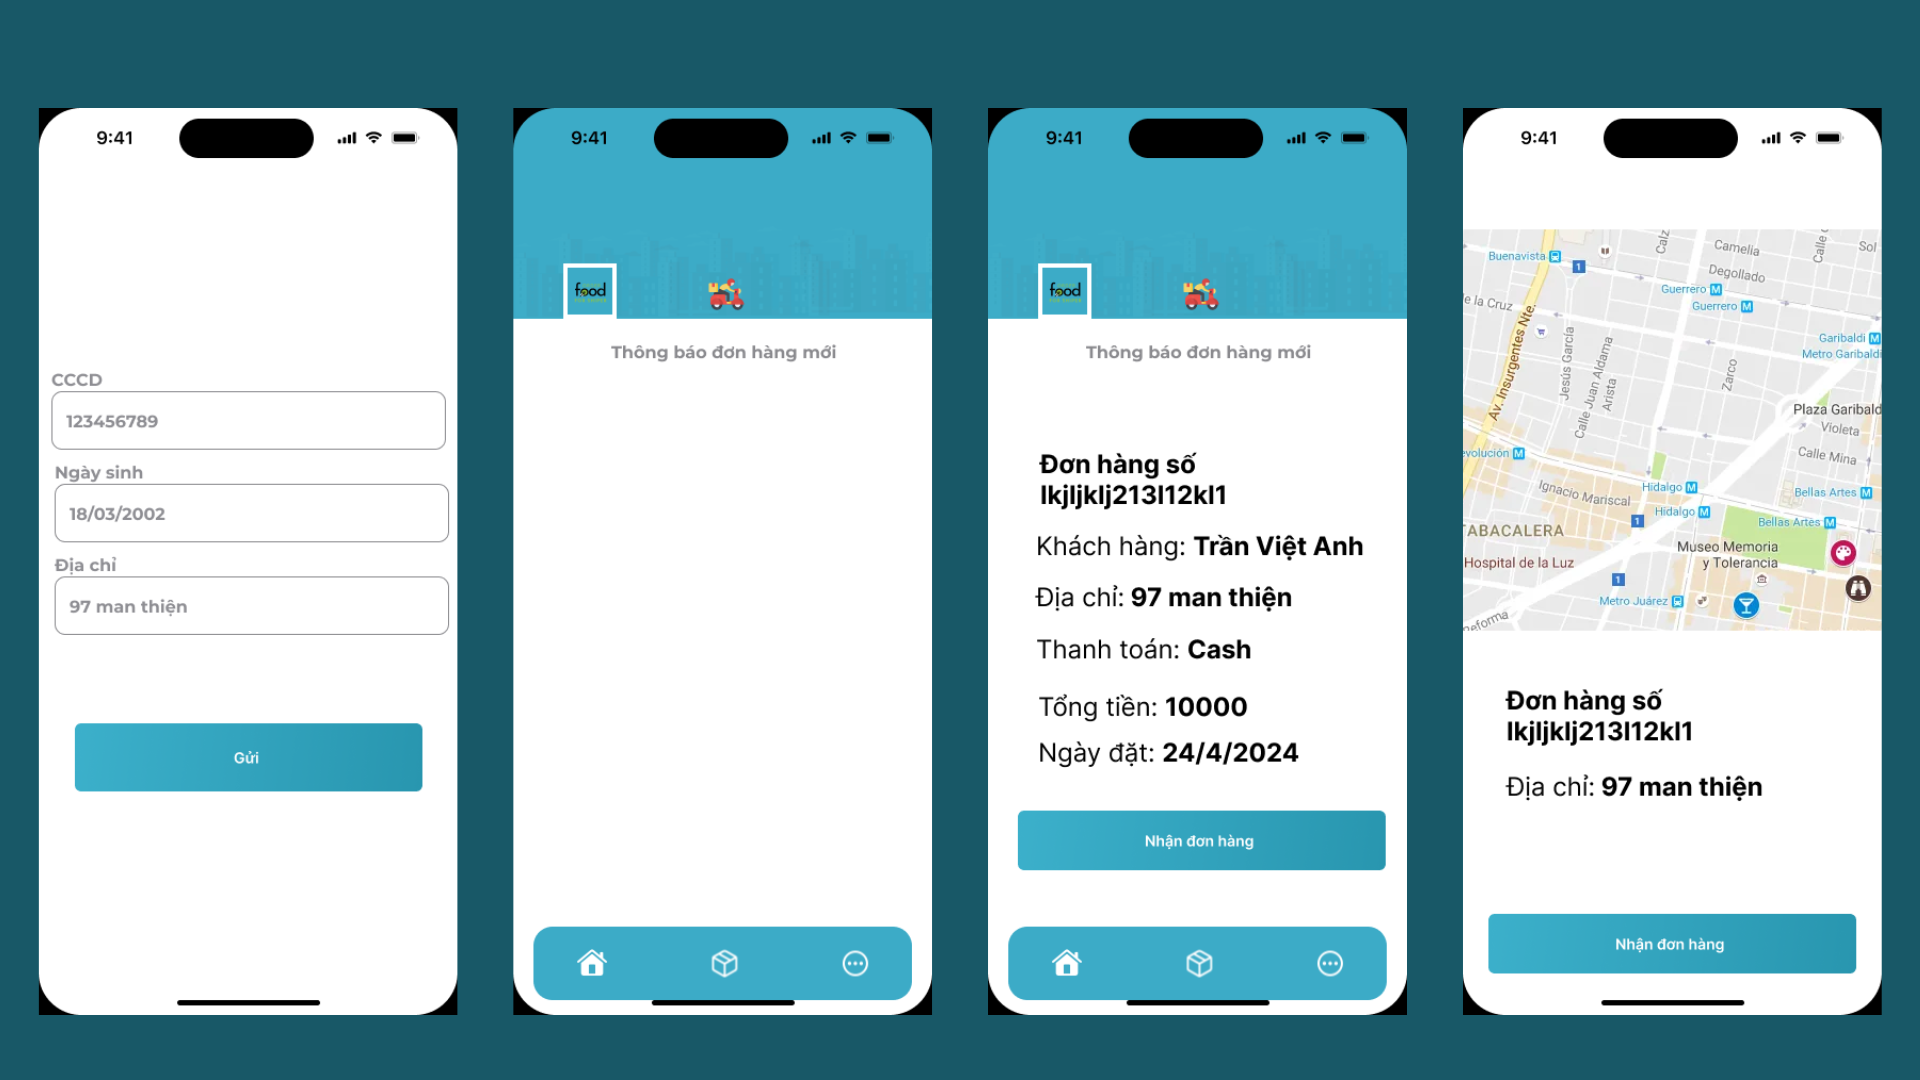 9:41
CCCD
123456789
Ngày sinh
18/03/2002
Địa chỉ
97 man thiện
Gửi
9:41
food
Thông báo đơn hàng mới
9:41
food
Thông báo đơn hàng mới
Đơn hàng số
lkjljklj213l12kl1
Khách hàng: Trần Việt Anh
Địa chỉ: 97 man thiện
Thanh toán: Cash
Tổng tiền: 10000
Ngày đặt: 24/4/2024
Nhận đơn hàng
9:41
Calz
Camelia
Calle
Sol
Buenavista
1
Degollado
Guerrero M
Guerrero M
e la Cruz
Av. Insurgentes Nte.
Jesús García
Calle Juan Aldama
Arista
Zarco
Garibaldi M
Metro Garibaldi
Plaza Garibald
Violeta
Calle Mina
evolución M
Ignacio Mariscal
Hidalgo M
Hidalgo M
Bellas Artes M
Bellas Artes M
1
TABACALERA
Museo Memoria
y Tolerancia
Hospital de la Luz
1
Metro Juárez
neforma
Đơn hàng số
lkjljklj213l12kl1
Địa chỉ: 97 man thiện
Nhận đơn hàng